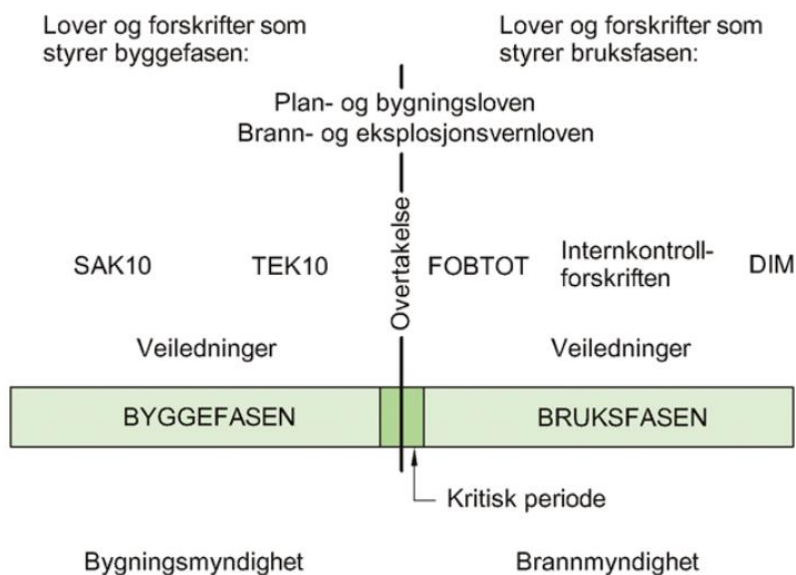 Lover og forskrifter som
styrer byggefasen:
Lover og forskrifter som
styrer bruksfasen:
Plan- og bygningsloven
Brann- og eksplosjonsvernloven
Overtakelse
SAK10
TEK10
FOBTOT
Internkontroll-
forskriften
DIM
Veiledninger
Veiledninger
BYGGEFASEN
BRUKSFASEN
Kritisk periode
Bygningsmyndighet
Brannmyndighet